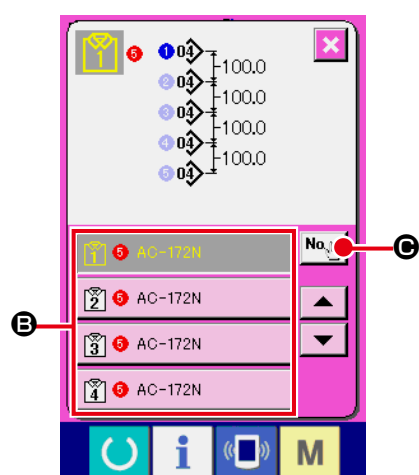 1 5 1 04 100.0
2 04 100.0
3 04 100.0
4 04 100.0
5 04
1 5 AC-172N No.
2 5 AC-172N
3 5 AC-172N
4 5 AC-172N
B
C
i M